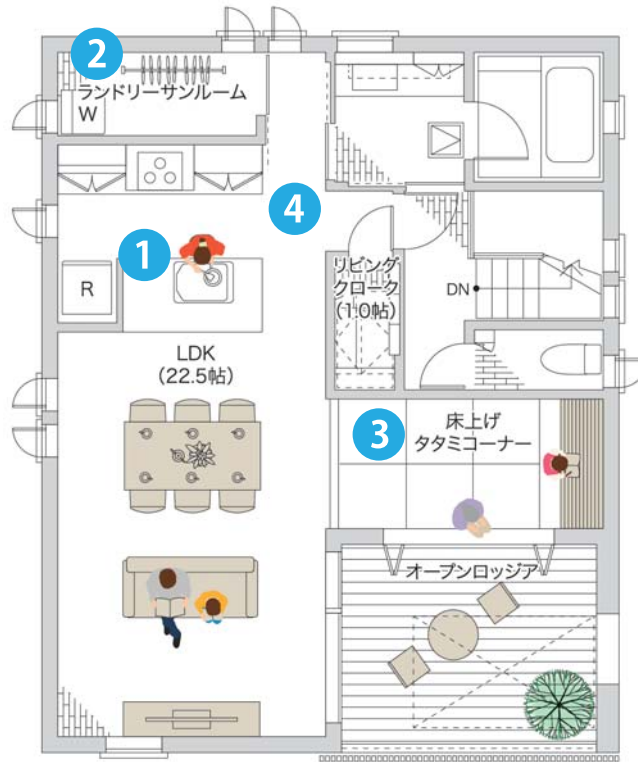 2
ランドリーサンルーム
W
4
1
R
リビング
クローク
(1.0帖)
DN
LDK
(22.5帖)
3
床上げ
タタミコーナー
オープンロッジア